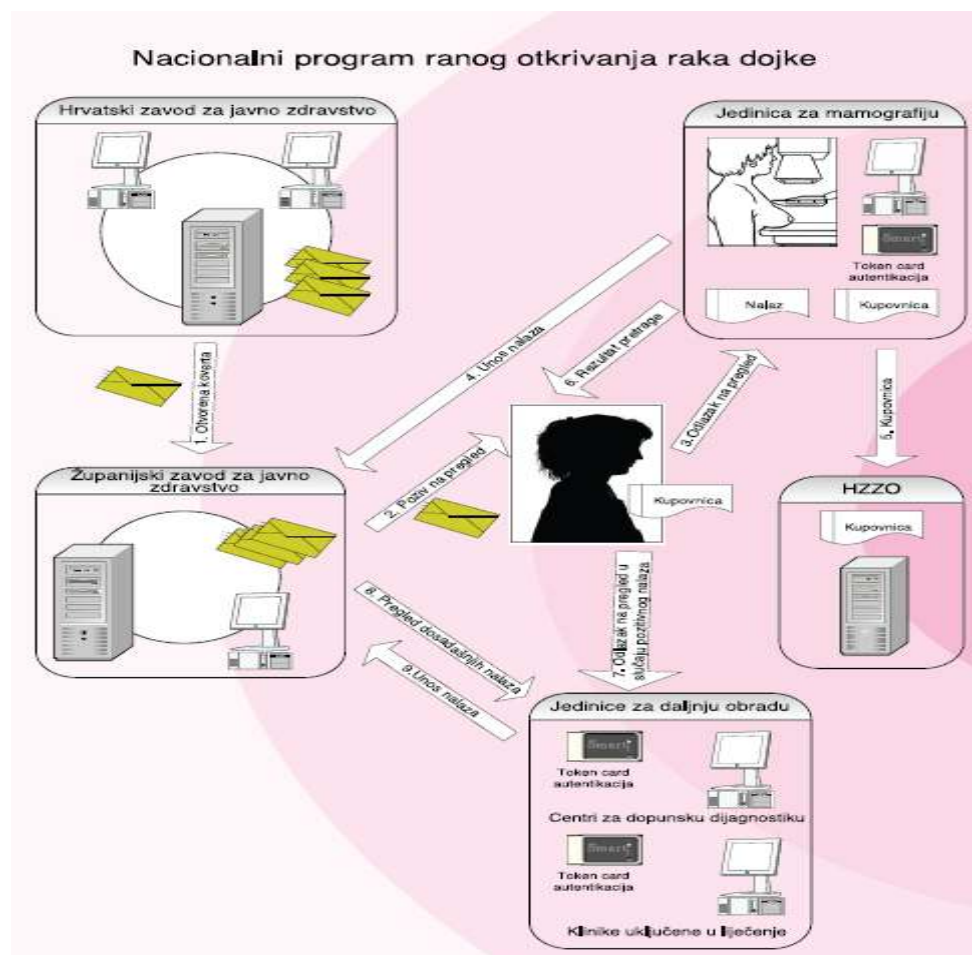 Nacionalni program ranog otkrivanja raka dojke
Hrvatski zavod za javno zdravstvo
Jedinica za mamografiju
Smart
Token card
autentikacija
Nalaz
Kupovnica
1. Otvorena koverta
4. Unos nalaza
6. Rezultat pretrage
3.Odlazak na pregled
5. Kupovnica
Županijski zavod za javno
zdravstvo
2. Poziv na pregled
Kupovnica
HZZO
Kupovnica
8. Pregled dosadašnjih nalaza
9.Unos nalaza
7. Odlazak na pregled u
slučaju pozitivnog nalaza
Jedinice za daljnju obradu
Smart
Token card
autentikacija
Centri za dopunsku dijagnostiku
Smart
Token card
autentikacija
Klinike uključene u liječenje